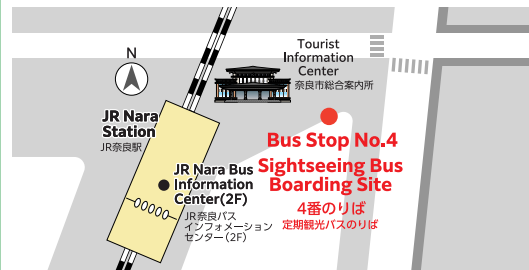 N
Tourist
Information
Center
奈良市総合案内所
JR Nara
Station
JR奈良駅
Bus Stop No.4
Sightseeing Bus
Boarding Site
4番のりば
定期観光バスのりば
JR Nara Bus
Information
Center(2F)
JR奈良バス
インフォメーション
センター(2F)